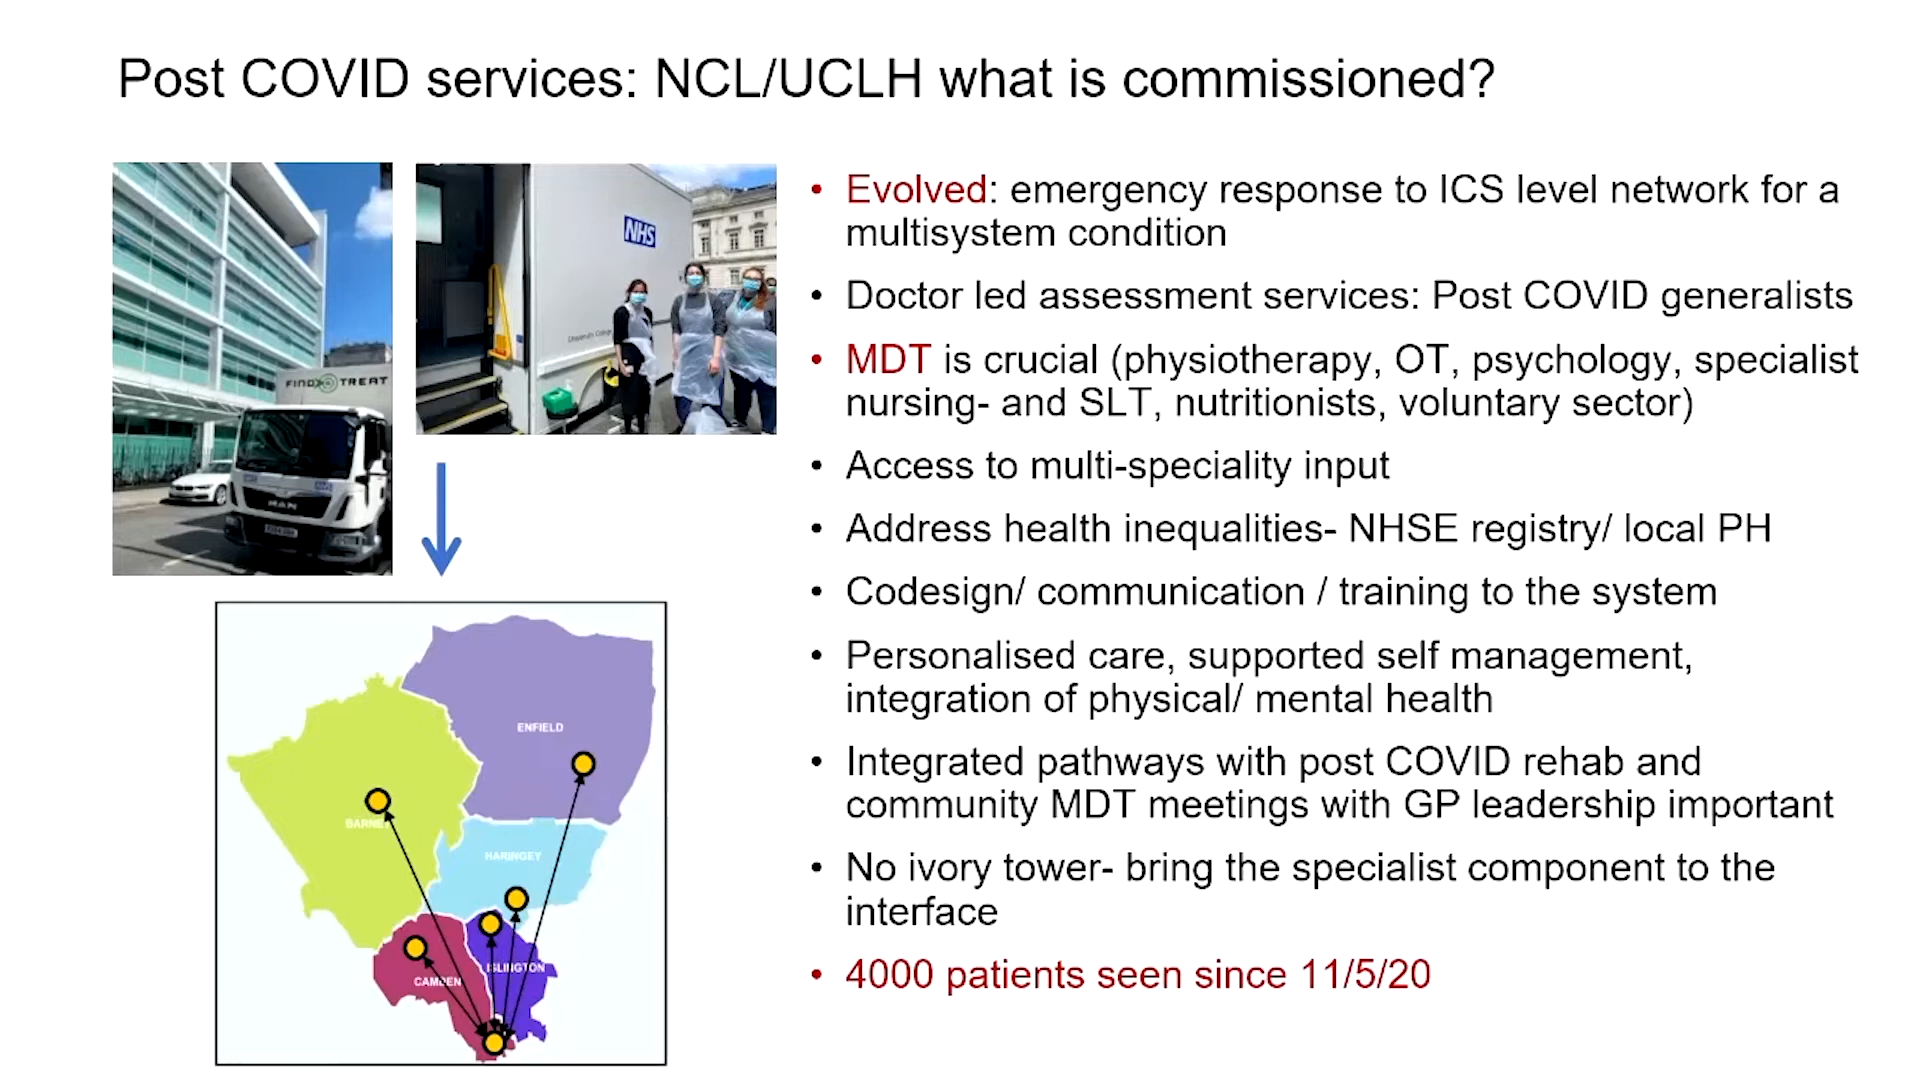 Post COVID services: NCL/UCLH what is commissioned?
FIND TREAT
MAN
NHS
University College
ENFIELD
BARNET
HARINGEY
CAMDEN
ISLINGTON
• Evolved: emergency response to ICS level network for a
multisystem condition
• Doctor led assessment services: Post COVID generalists
• MDT is crucial (physiotherapy, OT, psychology, specialist
nursing- and SLT, nutritionists, voluntary sector)
• Access to multi-speciality input
• Address health inequalities- NHSE registry/ local PH
• Codesign/ communication / training to the system
• Personalised care, supported self management,
integration of physical/ mental health
• Integrated pathways with post COVID rehab and
community MDT meetings with GP leadership important
• No ivory tower- bring the specialist component to the
interface
• 4000 patients seen since 11/5/20